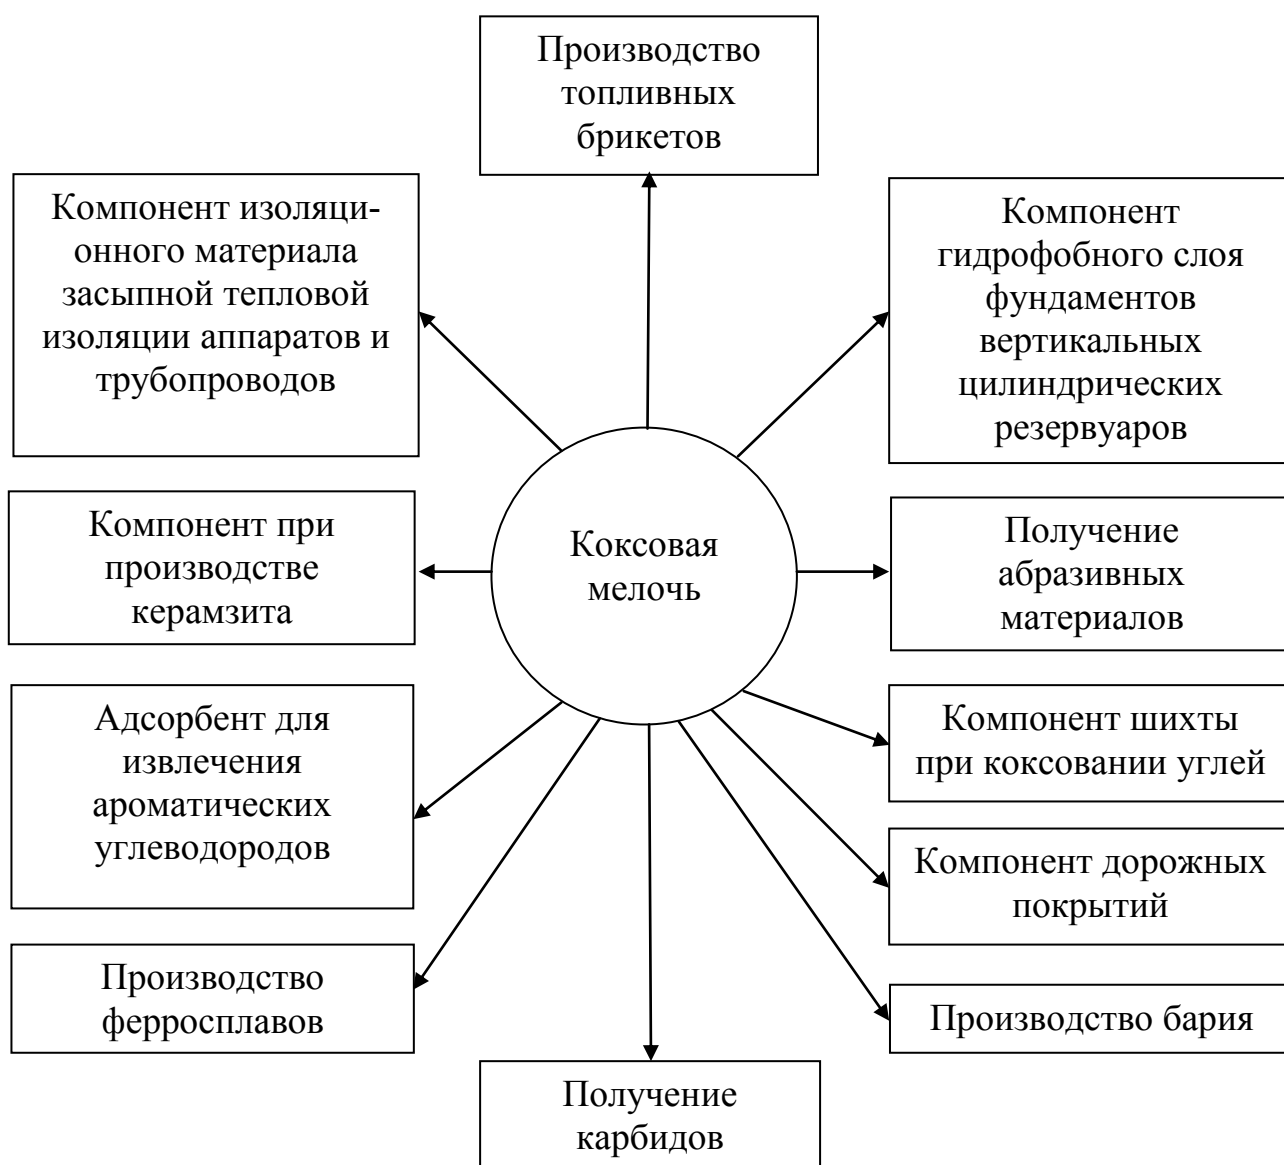 Производство
топливных
брикетов
Компонент изоляци-
онного материала
засыпной тепловой
изоляции аппаратов и
трубопроводов
Компонент
гидрофобного слоя
фундаментов
вертикальных
цилиндрических
резервуаров
Компонент при
производстве
керамзита
Коксовая
мелочь
Получение
абразивных
материалов
Адсорбент для
извлечения
ароматических
углеводородов
Компонент шихты
при коксовании углей
Компонент дорожных
покрытий
Производство
ферросплавов
Производство бария
Получение
карбидов